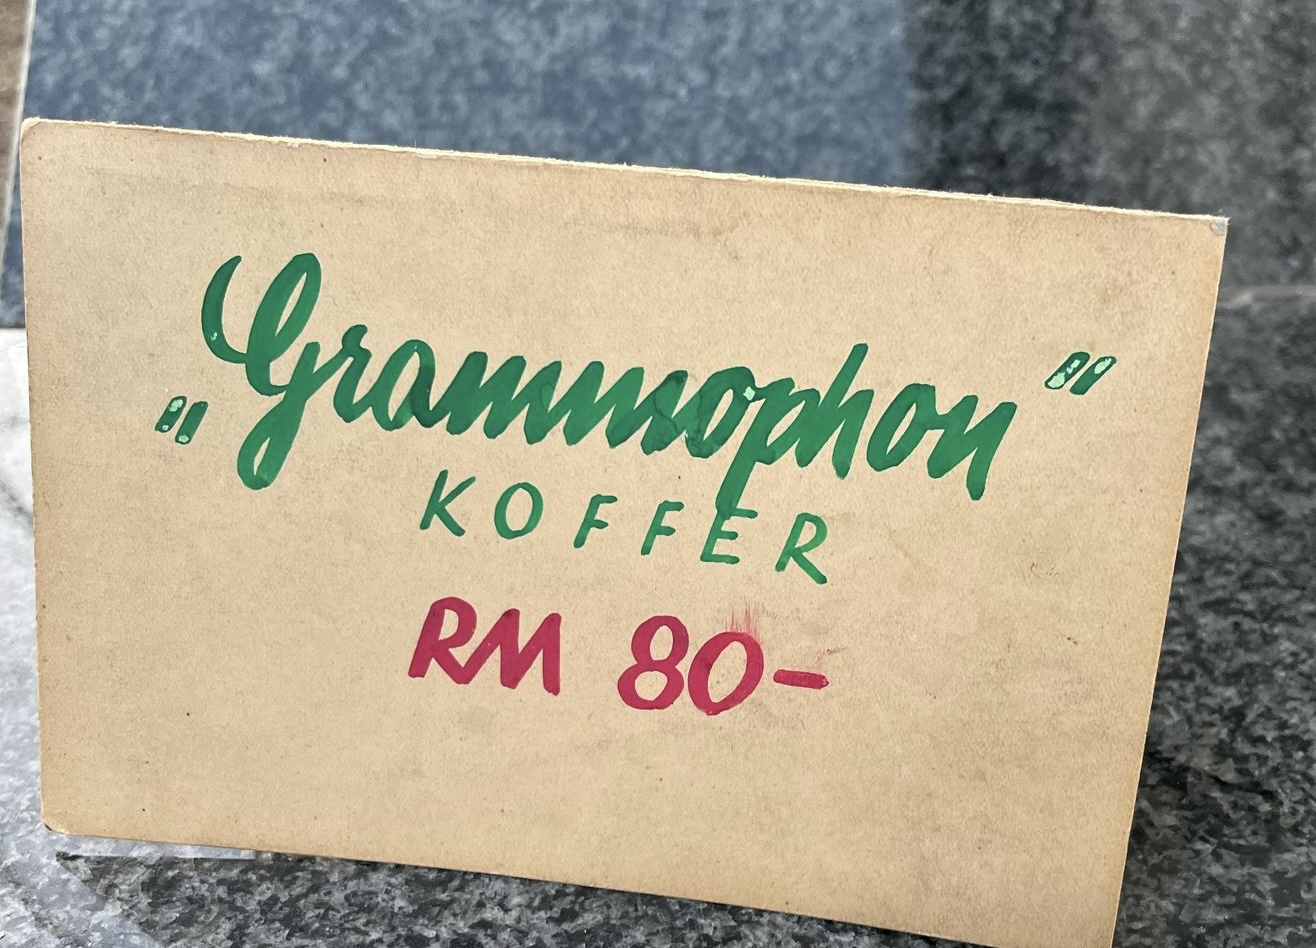 „Grammophon"
KOFFER
RM 80-